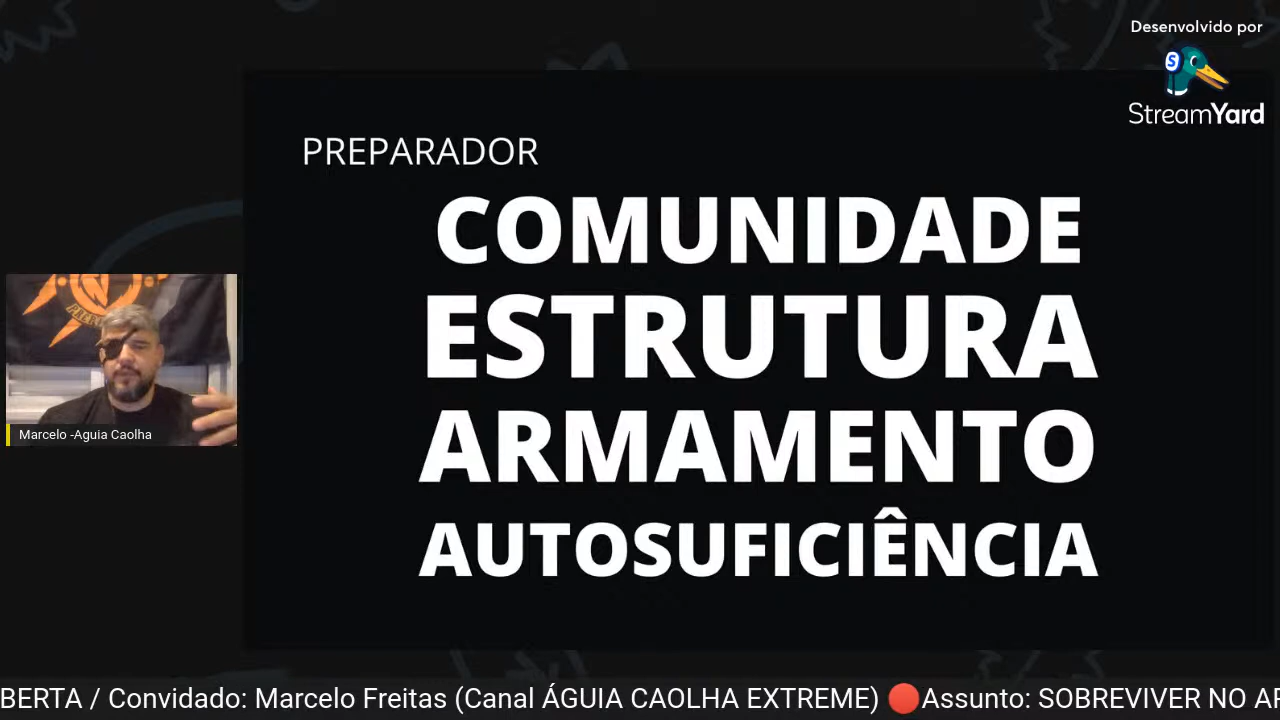 Desenvolvido por
StreamYard
PREPARADOR
COMUNIDADE
ESTRUTURA
ARMAMENTO
AUTOSUFICIÊNCIA
Marcelo -Aguia Caolha
BERTA / Convidado: Marcelo Freitas (Canal ÁGUIA CAOLHA EXTREME) 🔴Assunto: SOBREVIVER NO